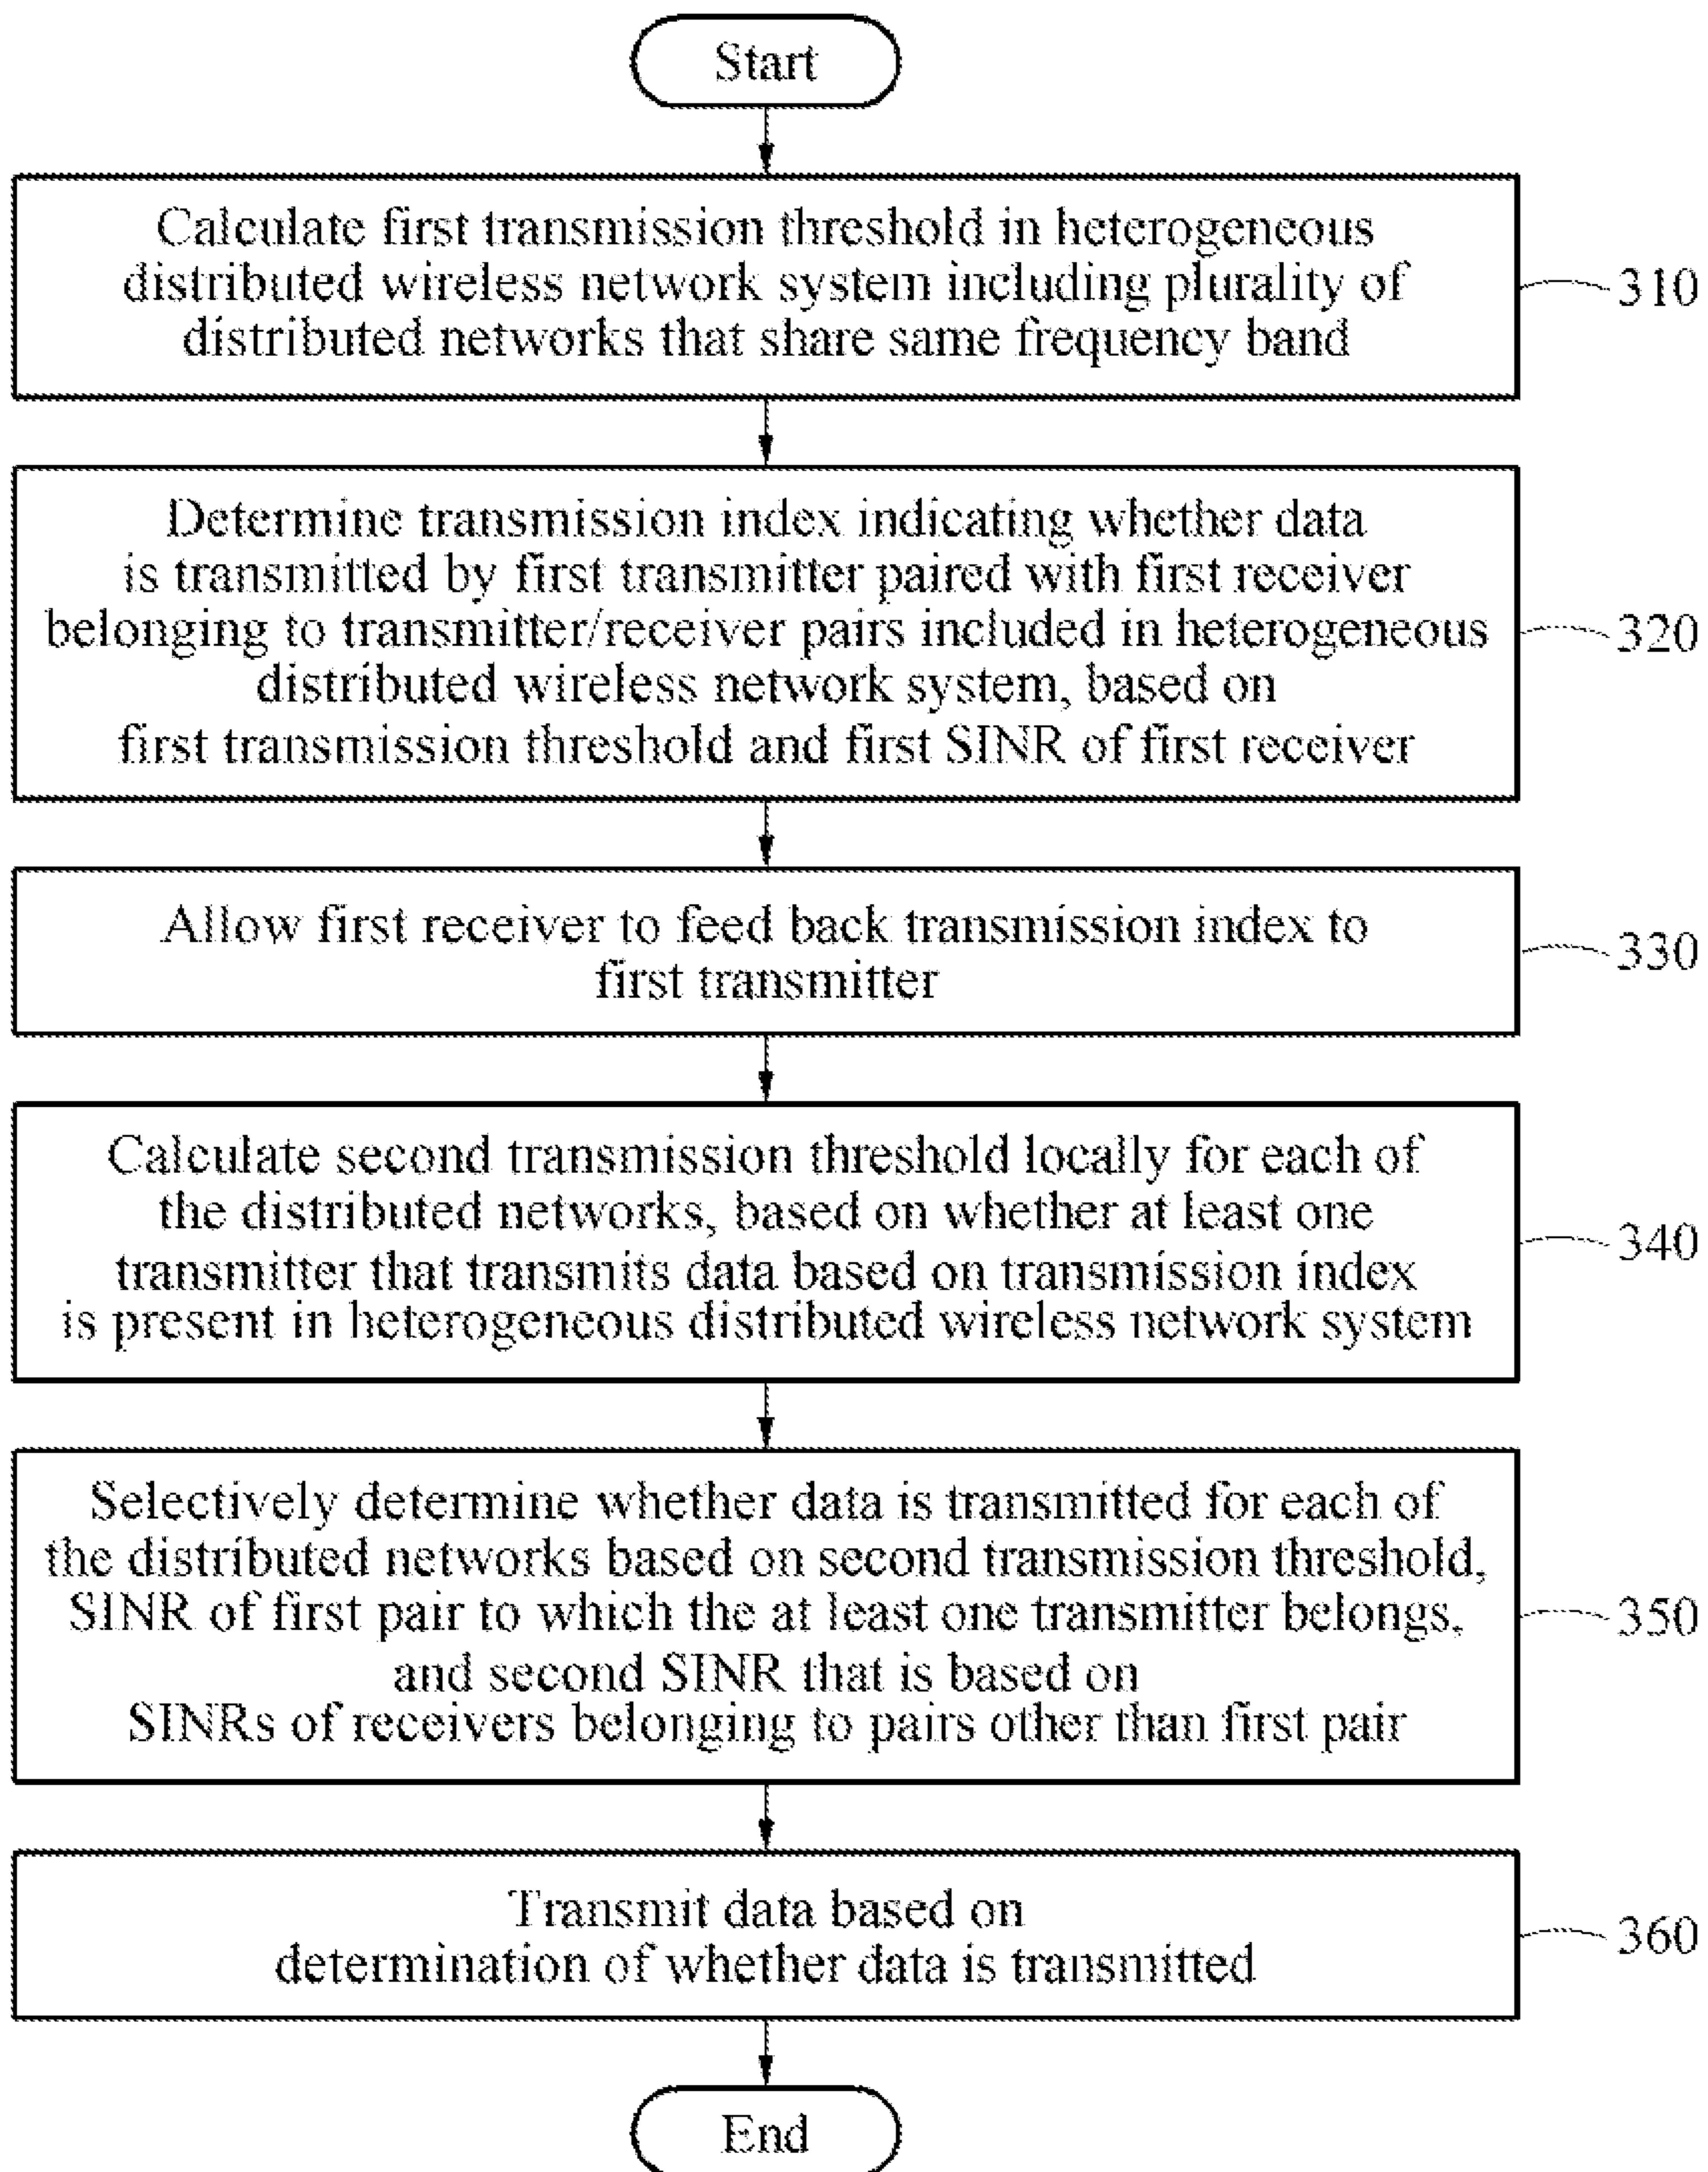 Start
Calculate first transmission threshold in heterogeneous
distributed wireless network system including plurality of
distributed networks that share same frequency band
310
Determine transmission index indicating whether data
is transmitted by first transmitter paired with first receiver
belonging to transmitter/receiver pairs included in heterogeneous
distributed wireless network system, based on
first transmission threshold and first SINR of first receiver
320
Allow first receiver to feed back transmission index to
first transmitter
330
Calculate second transmission threshold locally for each of
the distributed networks, based on whether at least one
transmitter that transmits data based on transmission index
is present in heterogeneous distributed wireless network system
340
Selectively determine whether data is transmitted for each of
the distributed networks based on second transmission threshold,
SINR of first pair to which the at least one transmitter belongs,
and second SINR that is based on
SINRs of receivers belonging to pairs other than first pair
350
Transmit data based on
determination of whether data is transmitted
360
End